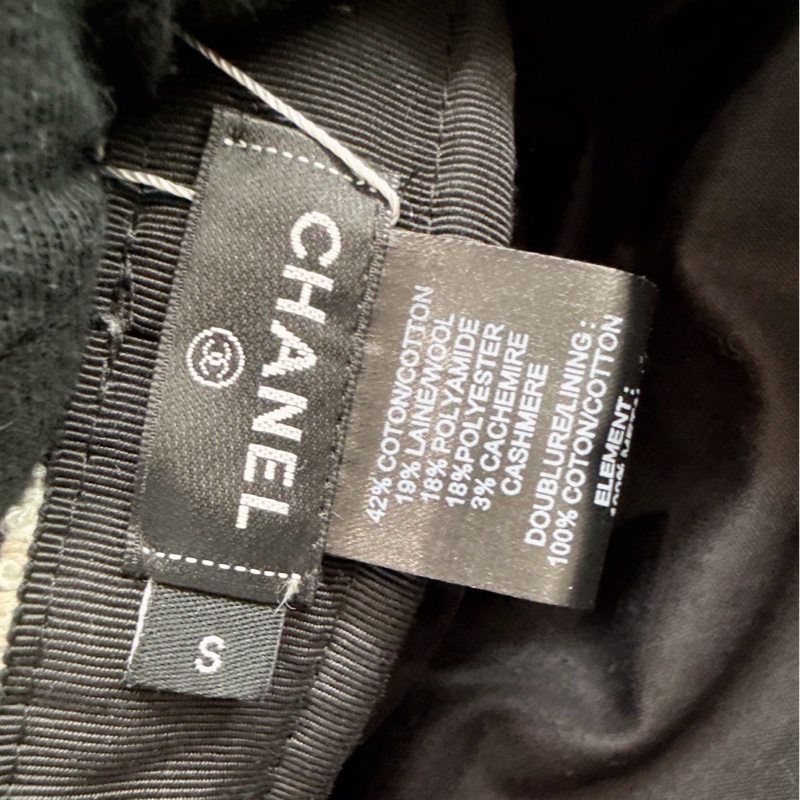 CHANEL
S
42% COTON/COTTON
19% LAINE/WOOL
18% POLYAMIDE
18%POLYESTER
3% CACHEMIRE
CASHMERE
DOUBLURE/LINING :
100% COTON/COTTON
ELEMENT :
100%